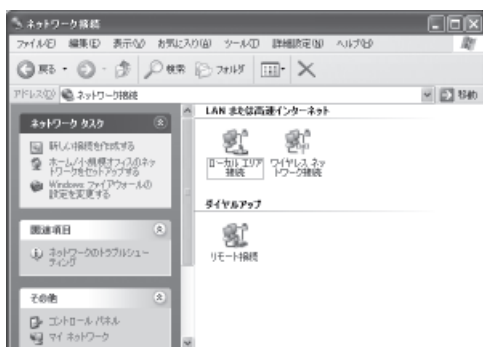 ネットワーク接続
ファイル(F) 編集(E) 表示(V) お気に入り(A) ツール(T) 詳細設定(N) ヘルプ(H)
戻る 検索 フォルダ
アドレス(D) ネットワーク接続 移動
ネットワーク タスク
新しい接続を作成する
ホーム/小規模オフィスのネットワークをセットアップする
Windows ファイアウォールの設定を変更する
関連項目
ネットワークのトラブルシューティング
その他
コントロール パネル
マイ ネットワーク
LAN または高速インターネット
ローカル エリア接続
ワイヤレス ネットワーク接続
ダイヤルアップ
リモート接続